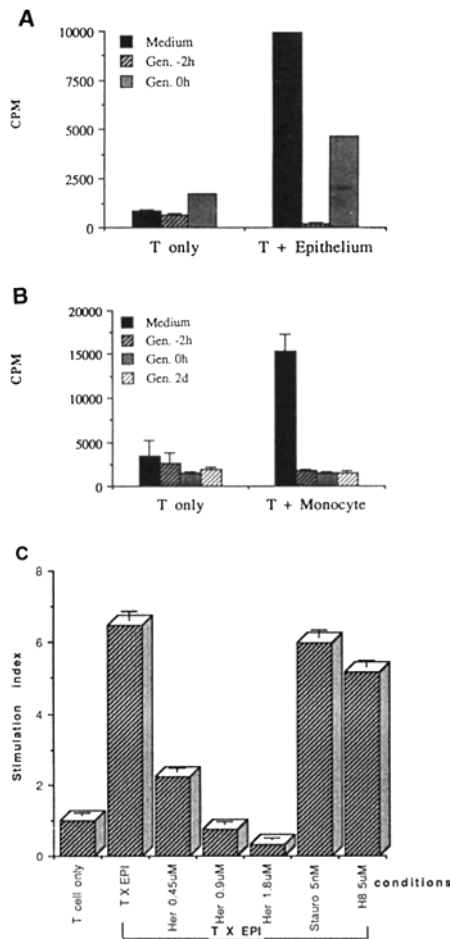 A
10000
7500
5000
2500
0
CPM
Medium
Gen. -2h
Gen. 0h
T only
T + Epithelium
B
20000
15000
10000
5000
0
CPM
Medium
Gen. -2h
Gen. 0h
Gen. 2d
T only
T + Monocyte
C
8
6
4
2
0
Stimulation index
T cell only
T X EPI
Her 0.45uM
Her 0.9uM
Her 1.8uM
Stauro 5nM
H8 5uM
conditions
T X EPI